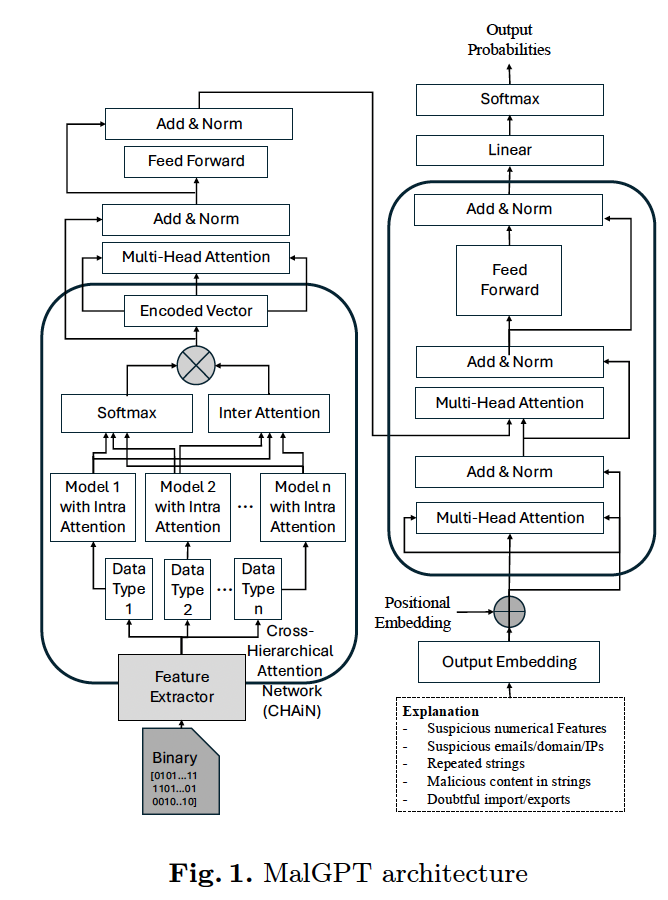 Output
Probabilities
Softmax
Linear
Add & Norm
Feed
Forward
Add & Norm
Multi-Head Attention
Add & Norm
Multi-Head Attention
Positional
Embedding
Output Embedding
Explanation
- Suspicious numerical Features
- Suspicious emails/domain/IPs
- Repeated strings
- Malicious content in strings
- Doubtful import/exports
Add & Norm
Feed Forward
Add & Norm
Multi-Head Attention
Encoded Vector
Softmax
Inter Attention
Model 1
with Intra
Attention
Model 2
with Intra
Attention
...
Model n
with Intra
Attention
Data
Type
1
Data
Type
2
...
Data
Type
n
Cross-
Hierarchical
Attention
Network
(CHAiN)
Feature
Extractor
Binary
[0101...11
1101...01
0010..10]
Fig. 1. MalGPT architecture